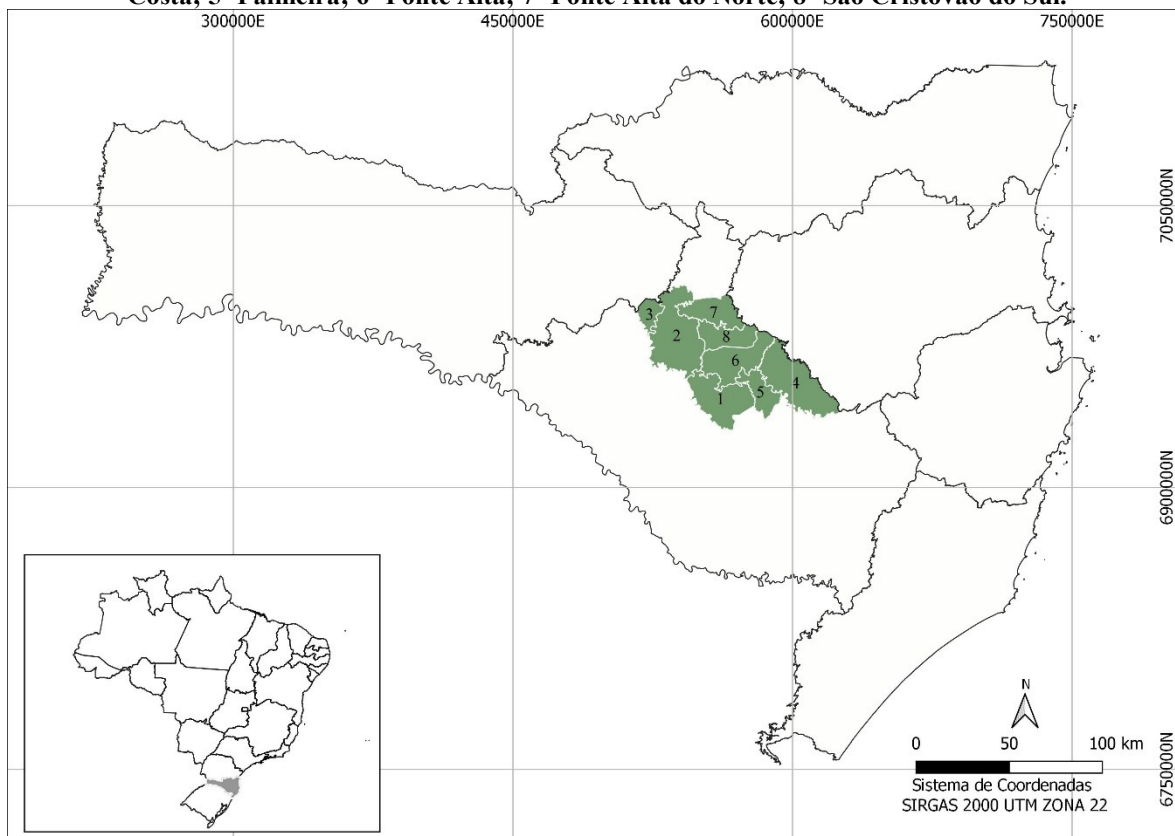 Costa; 5- Palmeira; 6- Ponte Alta; 7- Ponte Alta do Norte; 8- São Cristóvão do Sul.
300000E 450000E 600000E 750000E
7050000N
3
7
2
8
6
4
5
1
6900000N
N
0 50 100 km
Sistema de Coordenadas
SIRGAS 2000 UTM ZONA 22
6750000N